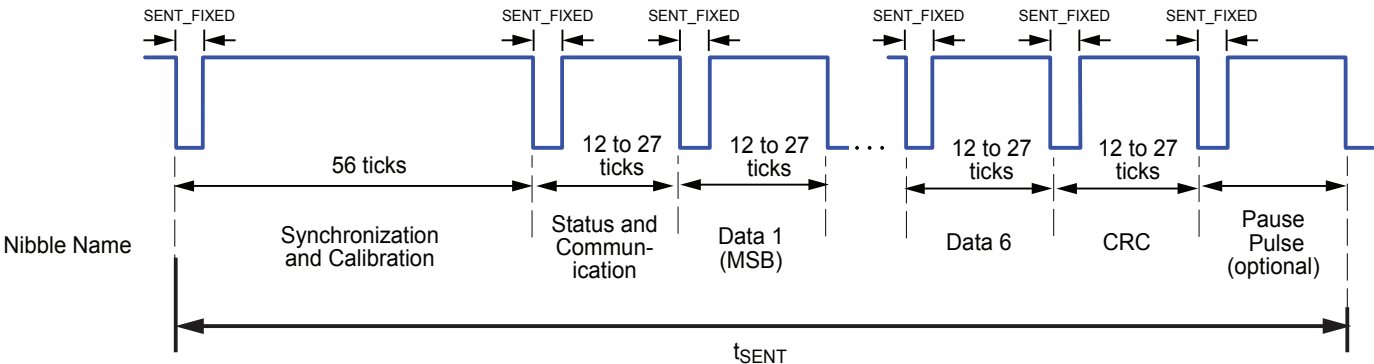 SENT_FIXED SENT_FIXED SENT_FIXED SENT_FIXED SENT_FIXED SENT_FIXED
56 ticks
12 to 27
ticks
12 to 27
ticks
. . .
12 to 27
ticks
12 to 27
ticks
Nibble Name
Synchronization
and Calibration
Status and
Commun-
ication
Data 1
(MSB)
Data 6
CRC
Pause
Pulse
(optional)
tSENT